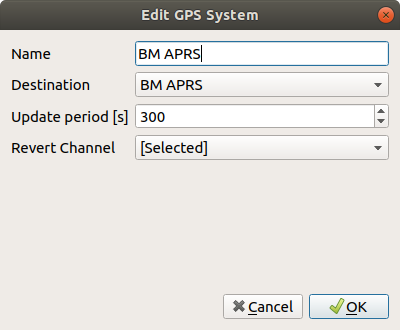 Edit GPS System
Name BM APRS
Destination BM APRS
Update period [s] 300
Revert Channel [Selected]
Cancel OK